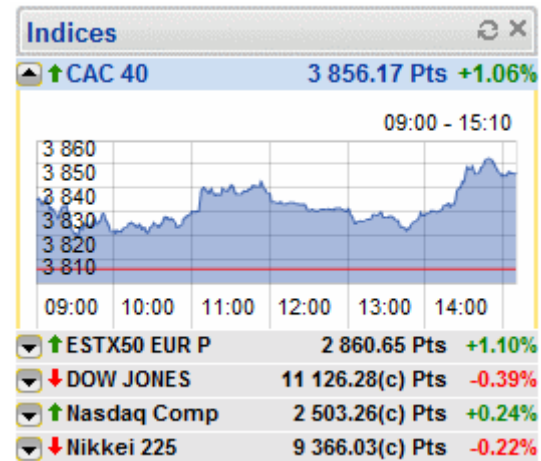 Indices
CAC 40 3 856.17 Pts +1.06%
09:00 - 15:10
3 860
3 850
3 840
3 830
3 820
3 810
09:00 10:00 11:00 12:00 13:00 14:00
ESTX50 EUR P 2 860.65 Pts +1.10%
DOW JONES 11 126.28(c) Pts -0.39%
Nasdaq Comp 2 503.26(c) Pts +0.24%
Nikkei 225 9 366.03(c) Pts -0.22%